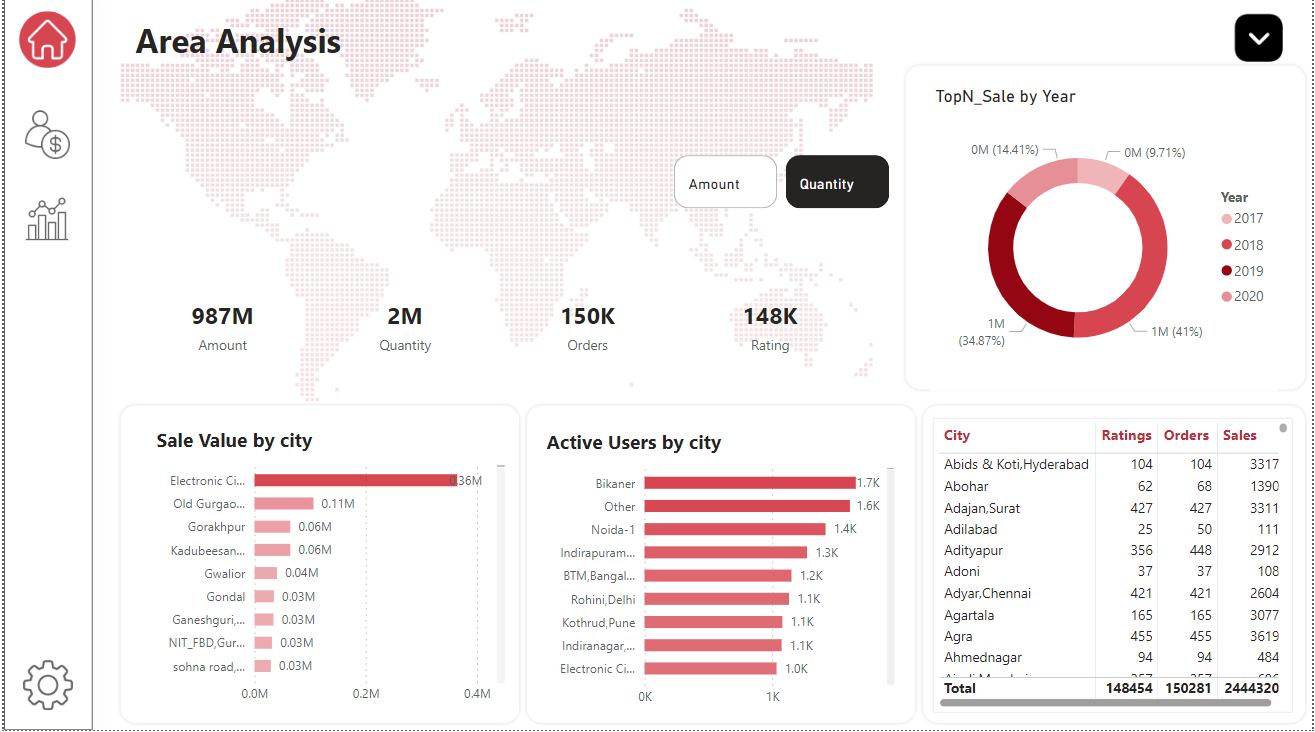 Area Analysis
Amount
Quantity
987M
Amount
2M
Quantity
150K
Orders
148K
Rating
TopN_Sale by Year
0M (14.41%)
0M (9.71%)
1M
(34.87%)
1M (41%)
Year
2017
2018
2019
2020
Sale Value by city
Electronic Ci... 0.36M
Old Gurgao... 0.11M
Gorakhpur 0.06M
Kadubeesan... 0.06M
Gwalior 0.04M
Gondal 0.03M
Ganeshguri,... 0.03M
NIT_FBD,Gur... 0.03M
sohna road,... 0.03M
0.0M 0.2M 0.4M
Active Users by city
Bikaner 1.7K
Other 1.6K
Noida-1 1.4K
Indirapuram... 1.3K
BTM,Bangal... 1.2K
Rohini,Delhi 1.1K
Kothrud,Pune 1.1K
Indiranagar,... 1.1K
Electronic Ci... 1.0K
0K 1K
City Ratings Orders Sales
Abids & Koti,Hyderabad 104 104 3317
Abohar 62 68 1390
Adajan,Surat 427 427 3311
Adilabad 25 50 111
Adityapur 356 448 2912
Adoni 37 37 108
Adyar,Chennai 421 421 2604
Agartala 165 165 3077
Agra 455 455 3619
Ahmednagar 94 94 484
Total 148454 150281 2444320